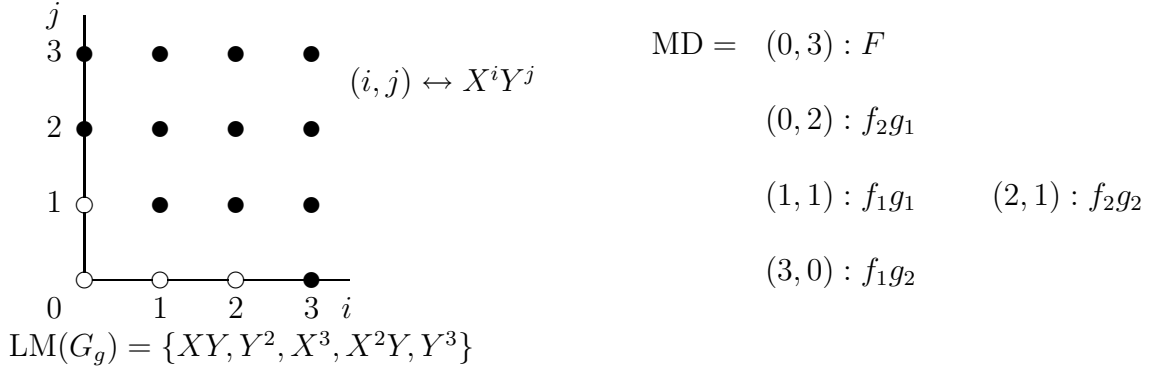 j
3
2
1
0 1 2 3 i
(i, j) ↔ X^iY^j
LM(G_g) = {XY, Y^2, X^3, X^2Y, Y^3}
MD = (0, 3) : F
(0, 2) : f_2g_1
(1, 1) : f_1g_1 (2, 1) : f_2g_2
(3, 0) : f_1g_2